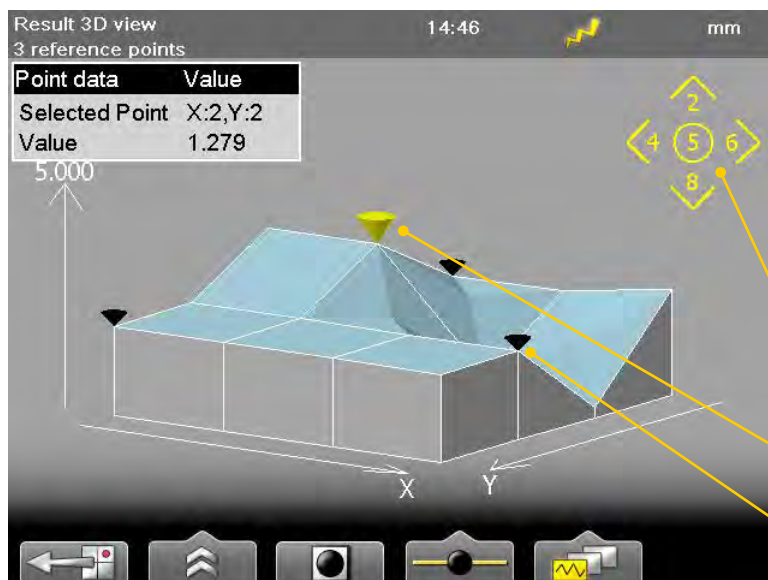 Result 3D view 14:46 mm
3 reference points
Point data Value
Selected Point X:2,Y:2
Value 1.279
5.000
2
4 5 6
8
X Y